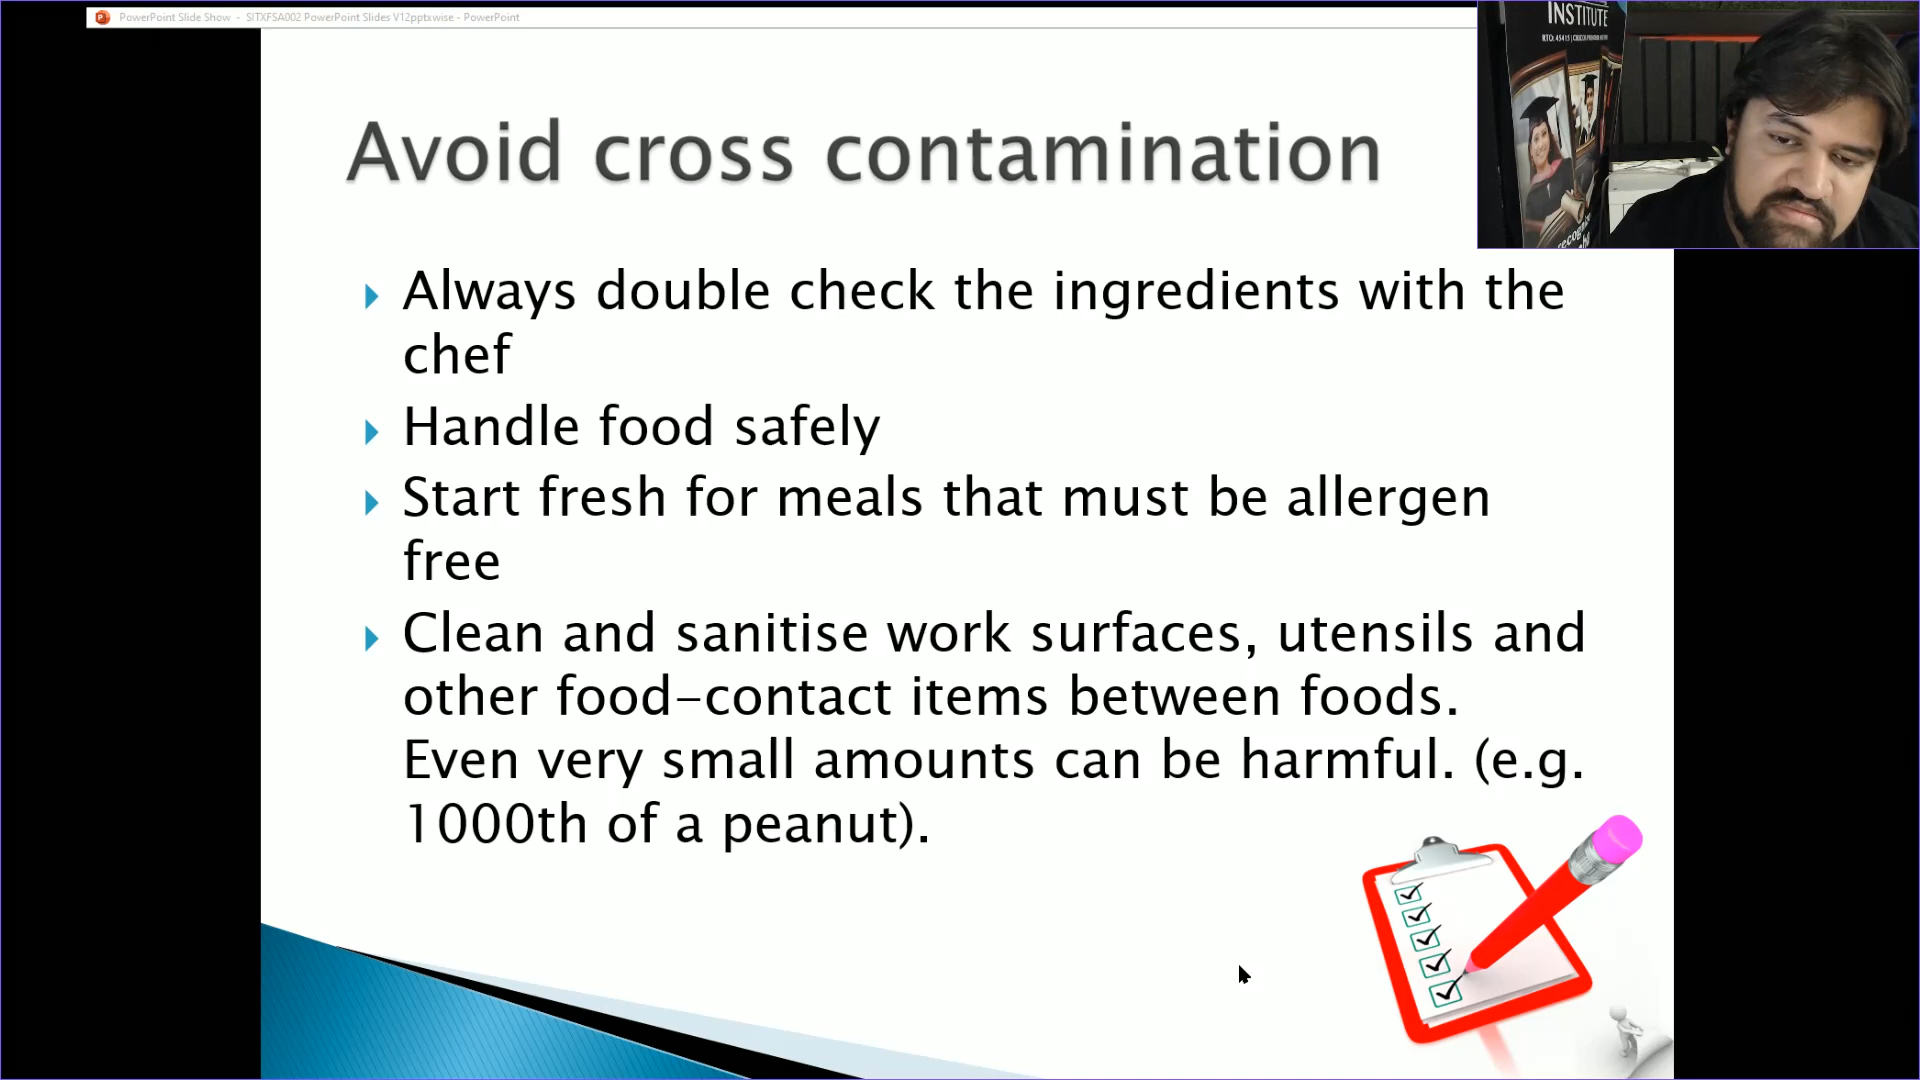 PowerPoint Slide Show - SITXFSA002 PowerPoint Slides V12pptxwise - PowerPoint
INSTITUTE
Avoid cross contamination
Always double check the ingredients with the
chef
Handle food safely
Start fresh for meals that must be allergen
free
Clean and sanitise work surfaces, utensils and
other food-contact items between foods.
Even very small amounts can be harmful. (e.g.
1000th of a peanut).